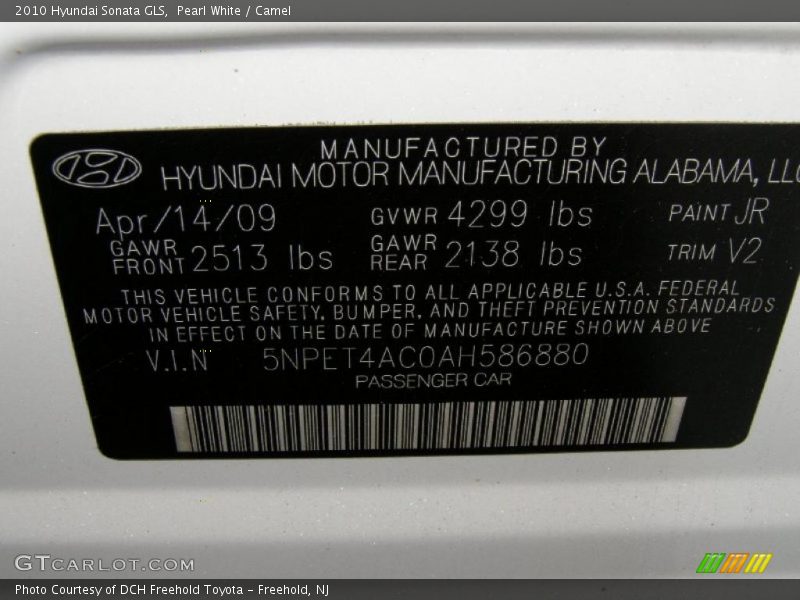 2010 Hyundai Sonata GLS, Pearl White / Camel
MANUFACTURED BY
HYUNDAI MOTOR MANUFACTURING ALABAMA, LLC
Apr/14/09 GVWR 4299 lbs PAINT JR
GAWR FRONT 2513 lbs GAWR REAR 2138 lbs TRIM V2
THIS VEHICLE CONFORMS TO ALL APPLICABLE U.S.A. FEDERAL
MOTOR VEHICLE SAFETY, BUMPER, AND THEFT PREVENTION STANDARDS
IN EFFECT ON THE DATE OF MANUFACTURE SHOWN ABOVE
V.I.N 5NPET4AC0AH586880
PASSENGER CAR
GTCARLOT.COM
Photo Courtesy of DCH Freehold Toyota - Freehold, NJ